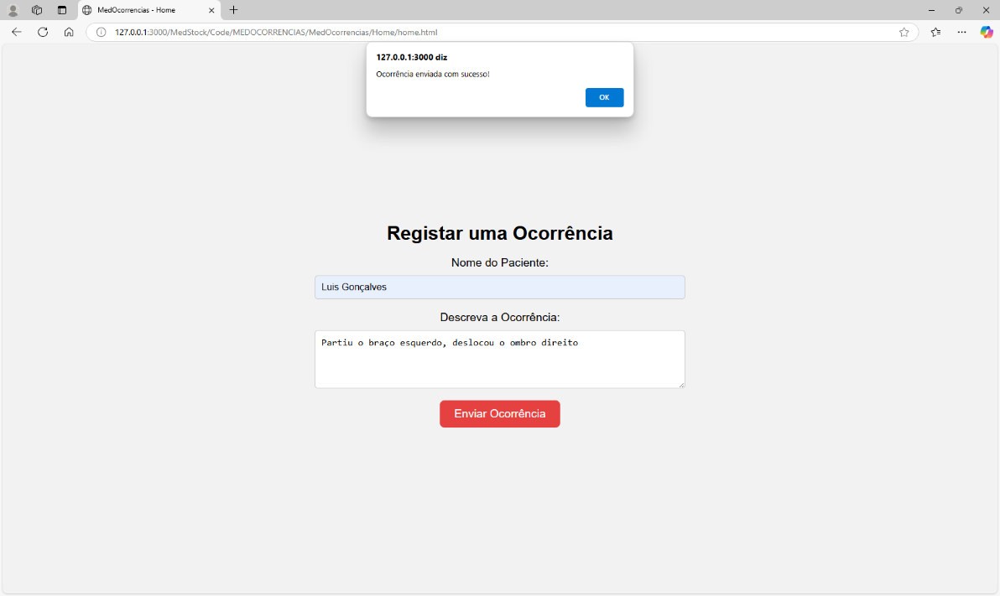 MedOcorrencias - Home
127.0.0.1:3000/MedStock/Code/MEDOCORRENCIAS/MedOcorrencias/Home/home.html
127.0.0.1:3000 diz
Ocorrência enviada com sucesso!
OK
Registar uma Ocorrência
Nome do Paciente:
Luis Gonçalves
Descreva a Ocorrência:
Partiu o braço esquerdo, deslocou o ombro direito
Enviar Ocorrência